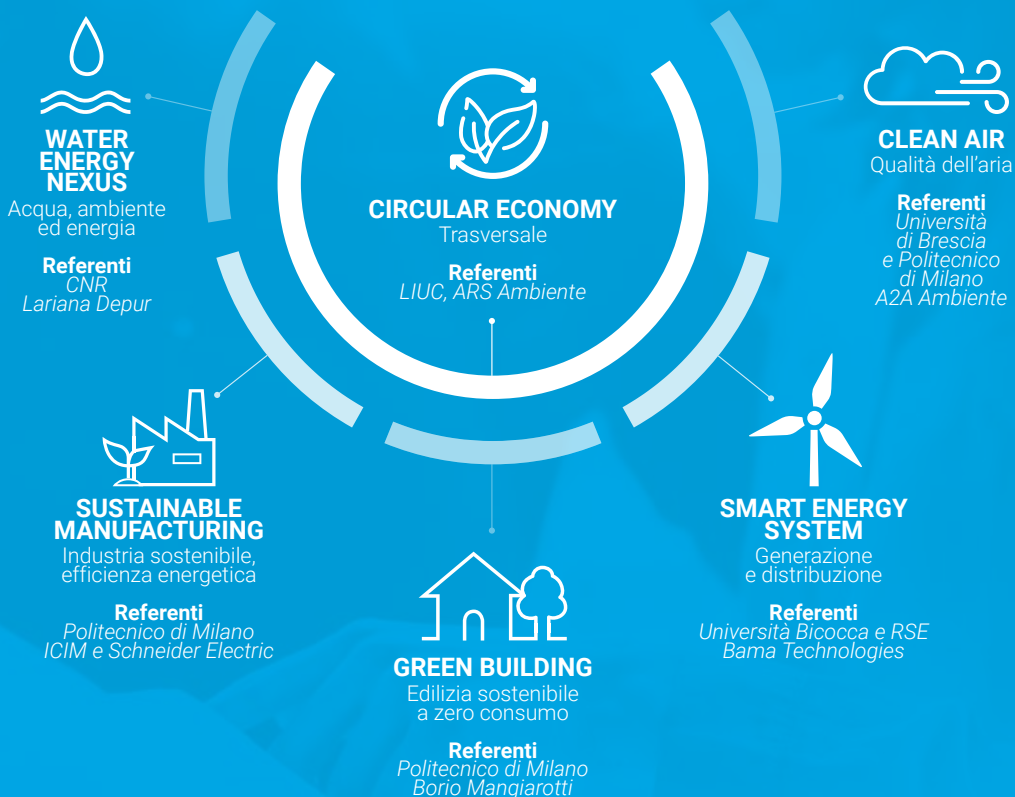 WATER
ENERGY
NEXUS
Acqua, ambiente
ed energia
Referenti
CNR
Lariana Depur
CIRCULAR ECONOMY
Trasversale
Referenti
LIUC, ARS Ambiente
CLEAN AIR
Qualità dell'aria
Referenti
Università
di Brescia
e Politecnico
di Milano
A2A Ambiente
SUSTAINABLE
MANUFACTURING
Industria sostenibile,
efficienza energetica
Referenti
Politecnico di Milano
ICIM e Schneider Electric
GREEN BUILDING
Edilizia sostenibile
a zero consumo
Referenti
Politecnico di Milano
Borio Mangiarotti
SMART ENERGY
SYSTEM
Generazione
e distribuzione
Referenti
Università Bicocca e RSE
Bama Technologies